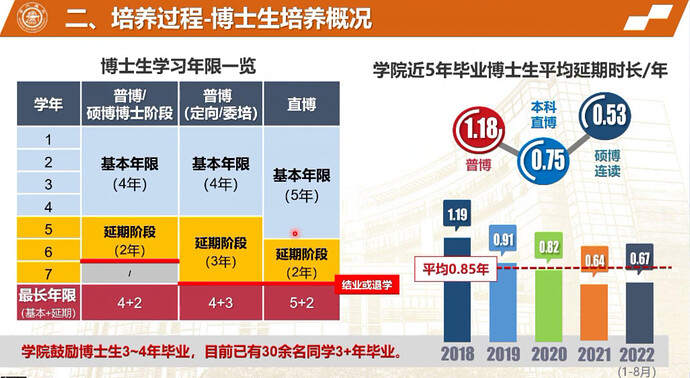 二、培养过程-博士生培养概况
博士生学习年限一览
学年
普博/
硕博博士阶段
普博
(定向/委培)
直博
1
2
3
4
5
6
7
基本年限
(4年)
基本年限
(4年)
基本年限
(5年)
延期阶段
(2年)
延期阶段
(3年)
延期阶段
(2年)
/
结业或退学
最长年限
(基本+延期)
4+2
4+3
5+2
学院近5年毕业博士生平均延期时长/年
1.18
普博
本科
直博
0.75
0.53
硕博
连读
1.19
0.91
0.82
0.64
0.67
平均0.85年
2018
2019
2020
2021
2022
(1-8月)
学院鼓励博士生3~4年毕业，目前已有30余名同学3+年毕业。